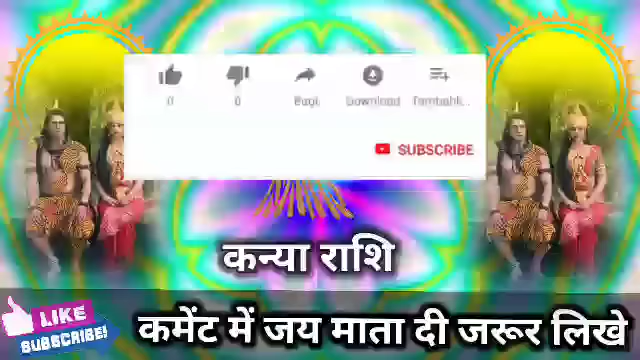 0 0 Bagi Download Tambahk...
SUBSCRIBE
कन्या राशि
LIKE
SUBSCRIBE!
कमेंट में जय माता दी जरूर लिखे